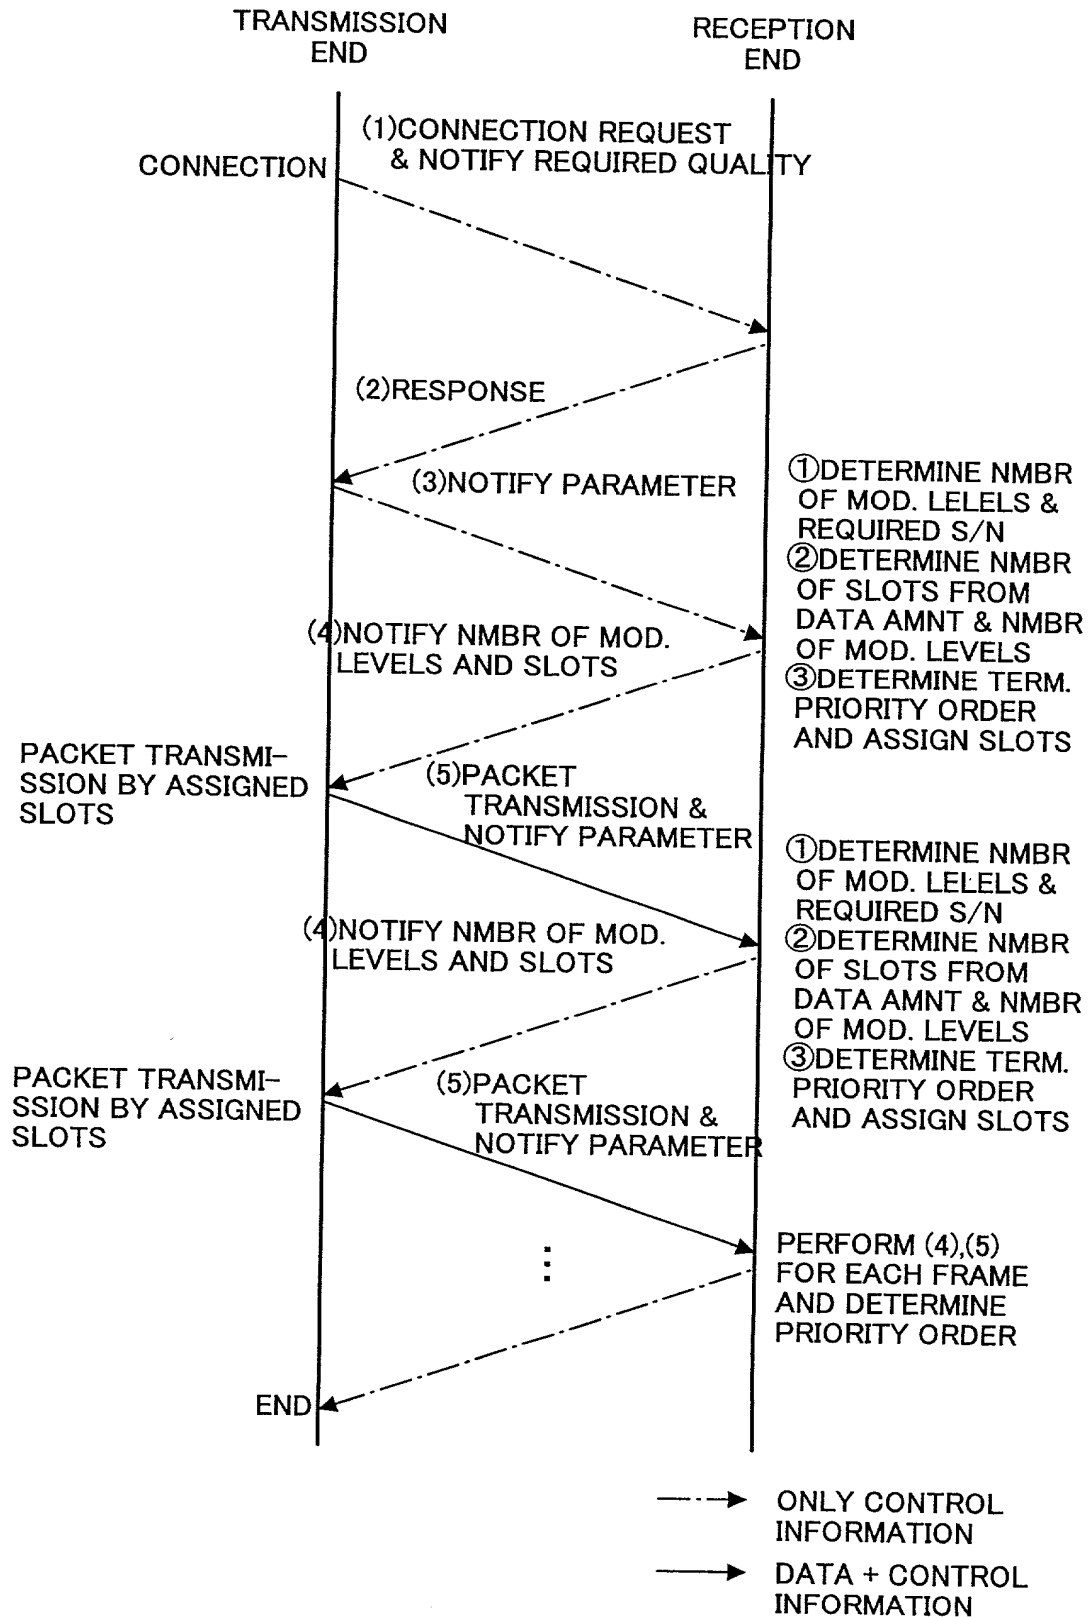 TRANSMISSION
END
RECEPTION
END
(1)CONNECTION REQUEST
& NOTIFY REQUIRED QUALITY
CONNECTION
(2)RESPONSE
(3)NOTIFY PARAMETER
①DETERMINE NMBR
OF MOD. LELELS &
REQUIRED S/N
②DETERMINE NMBR
OF SLOTS FROM
DATA AMNT & NMBR
OF MOD. LEVELS
③DETERMINE TERM.
PRIORITY ORDER
AND ASSIGN SLOTS
(4)NOTIFY NMBR OF MOD.
LEVELS AND SLOTS
PACKET TRANSMI-
SSION BY ASSIGNED
SLOTS
(5)PACKET
TRANSMISSION &
NOTIFY PARAMETER
①DETERMINE NMBR
OF MOD. LELELS &
REQUIRED S/N
②DETERMINE NMBR
OF SLOTS FROM
DATA AMNT & NMBR
OF MOD. LEVELS
③DETERMINE TERM.
PRIORITY ORDER
AND ASSIGN SLOTS
(4)NOTIFY NMBR OF MOD.
LEVELS AND SLOTS
PACKET TRANSMI-
SSION BY ASSIGNED
SLOTS
(5)PACKET
TRANSMISSION &
NOTIFY PARAMETER
PERFORM (4),(5)
FOR EACH FRAME
AND DETERMINE
PRIORITY ORDER
END
ONLY CONTROL
INFORMATION
DATA + CONTROL
INFORMATION